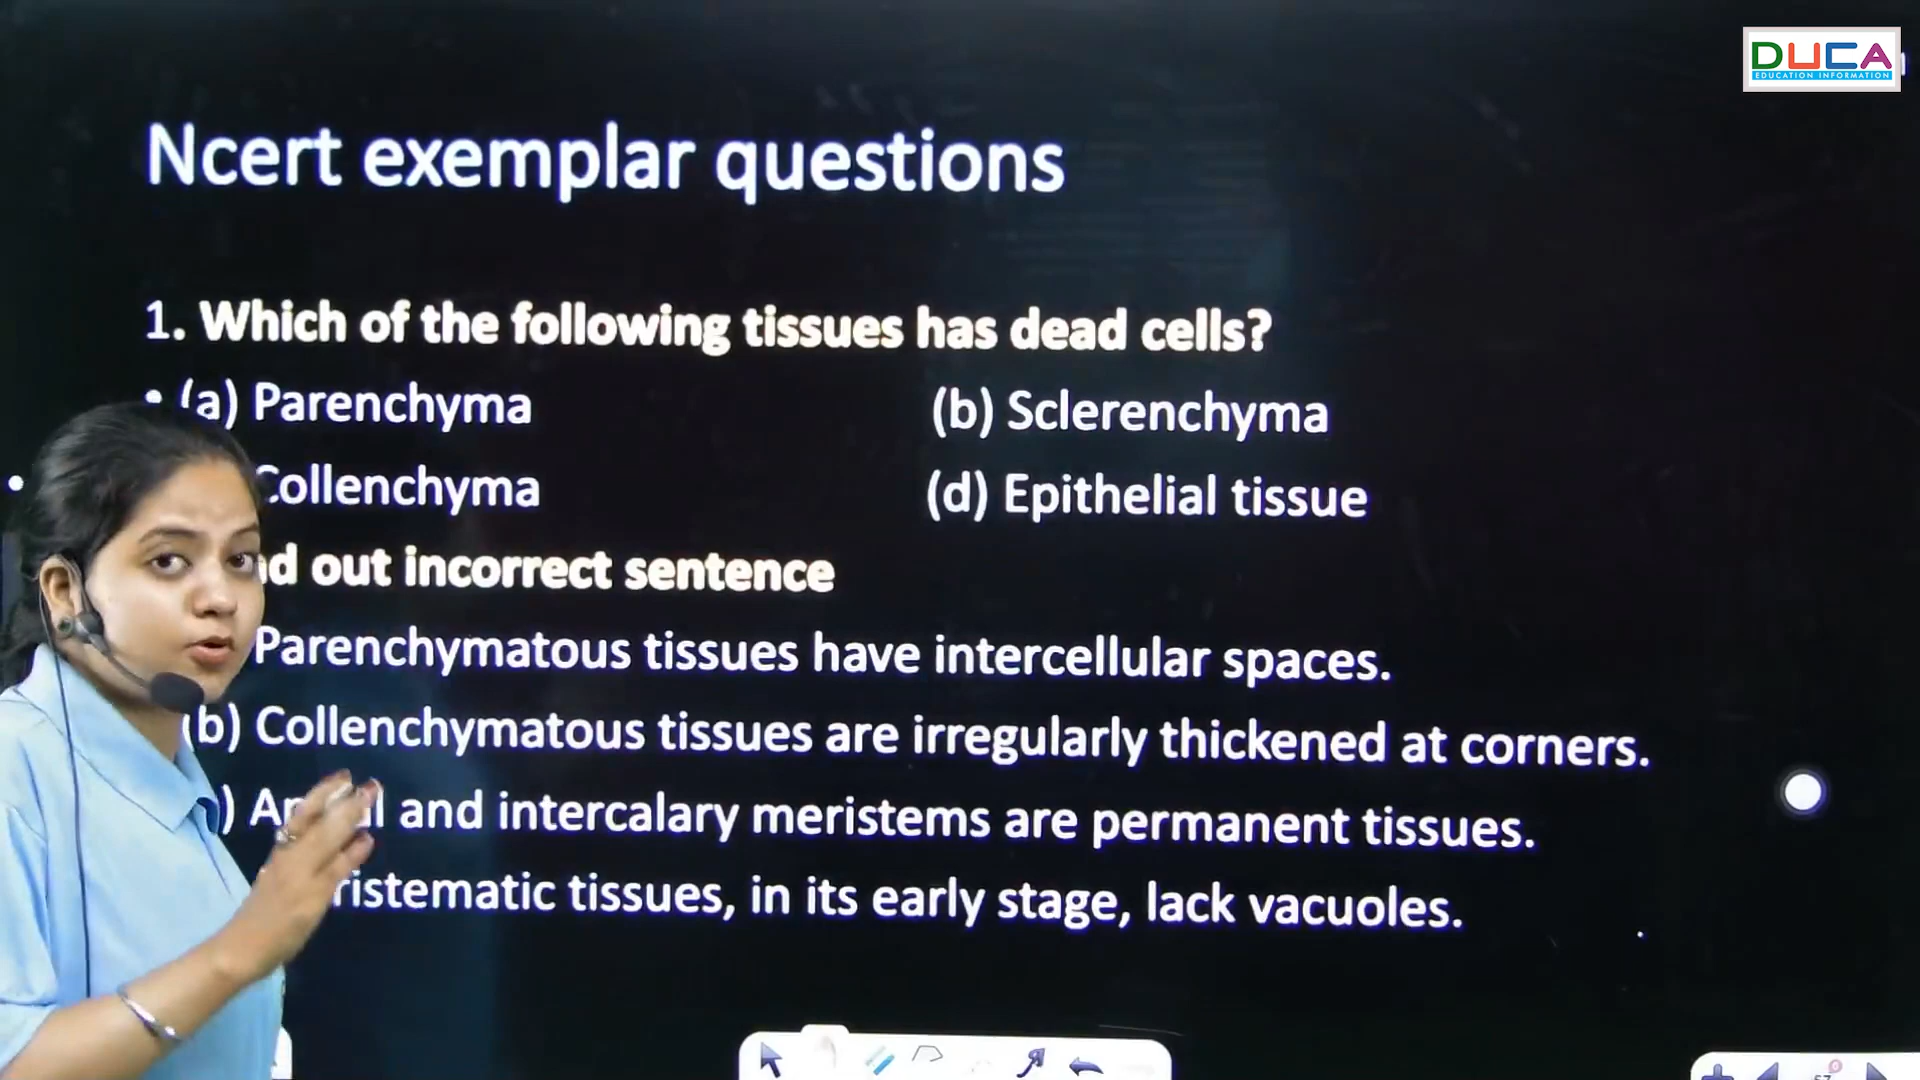 DUCA
EDUCATION INFORMATION
Ncert exemplar questions
1. Which of the following tissues has dead cells?
• (a) Parenchyma (b) Sclerenchyma
• Collenchyma (d) Epithelial tissue
out incorrect sentence
Parenchymatous tissues have intercellular spaces.
(b) Collenchymatous tissues are irregularly thickened at corners.
and intercalary meristems are permanent tissues.
tissues, in its early stage, lack vacuoles.